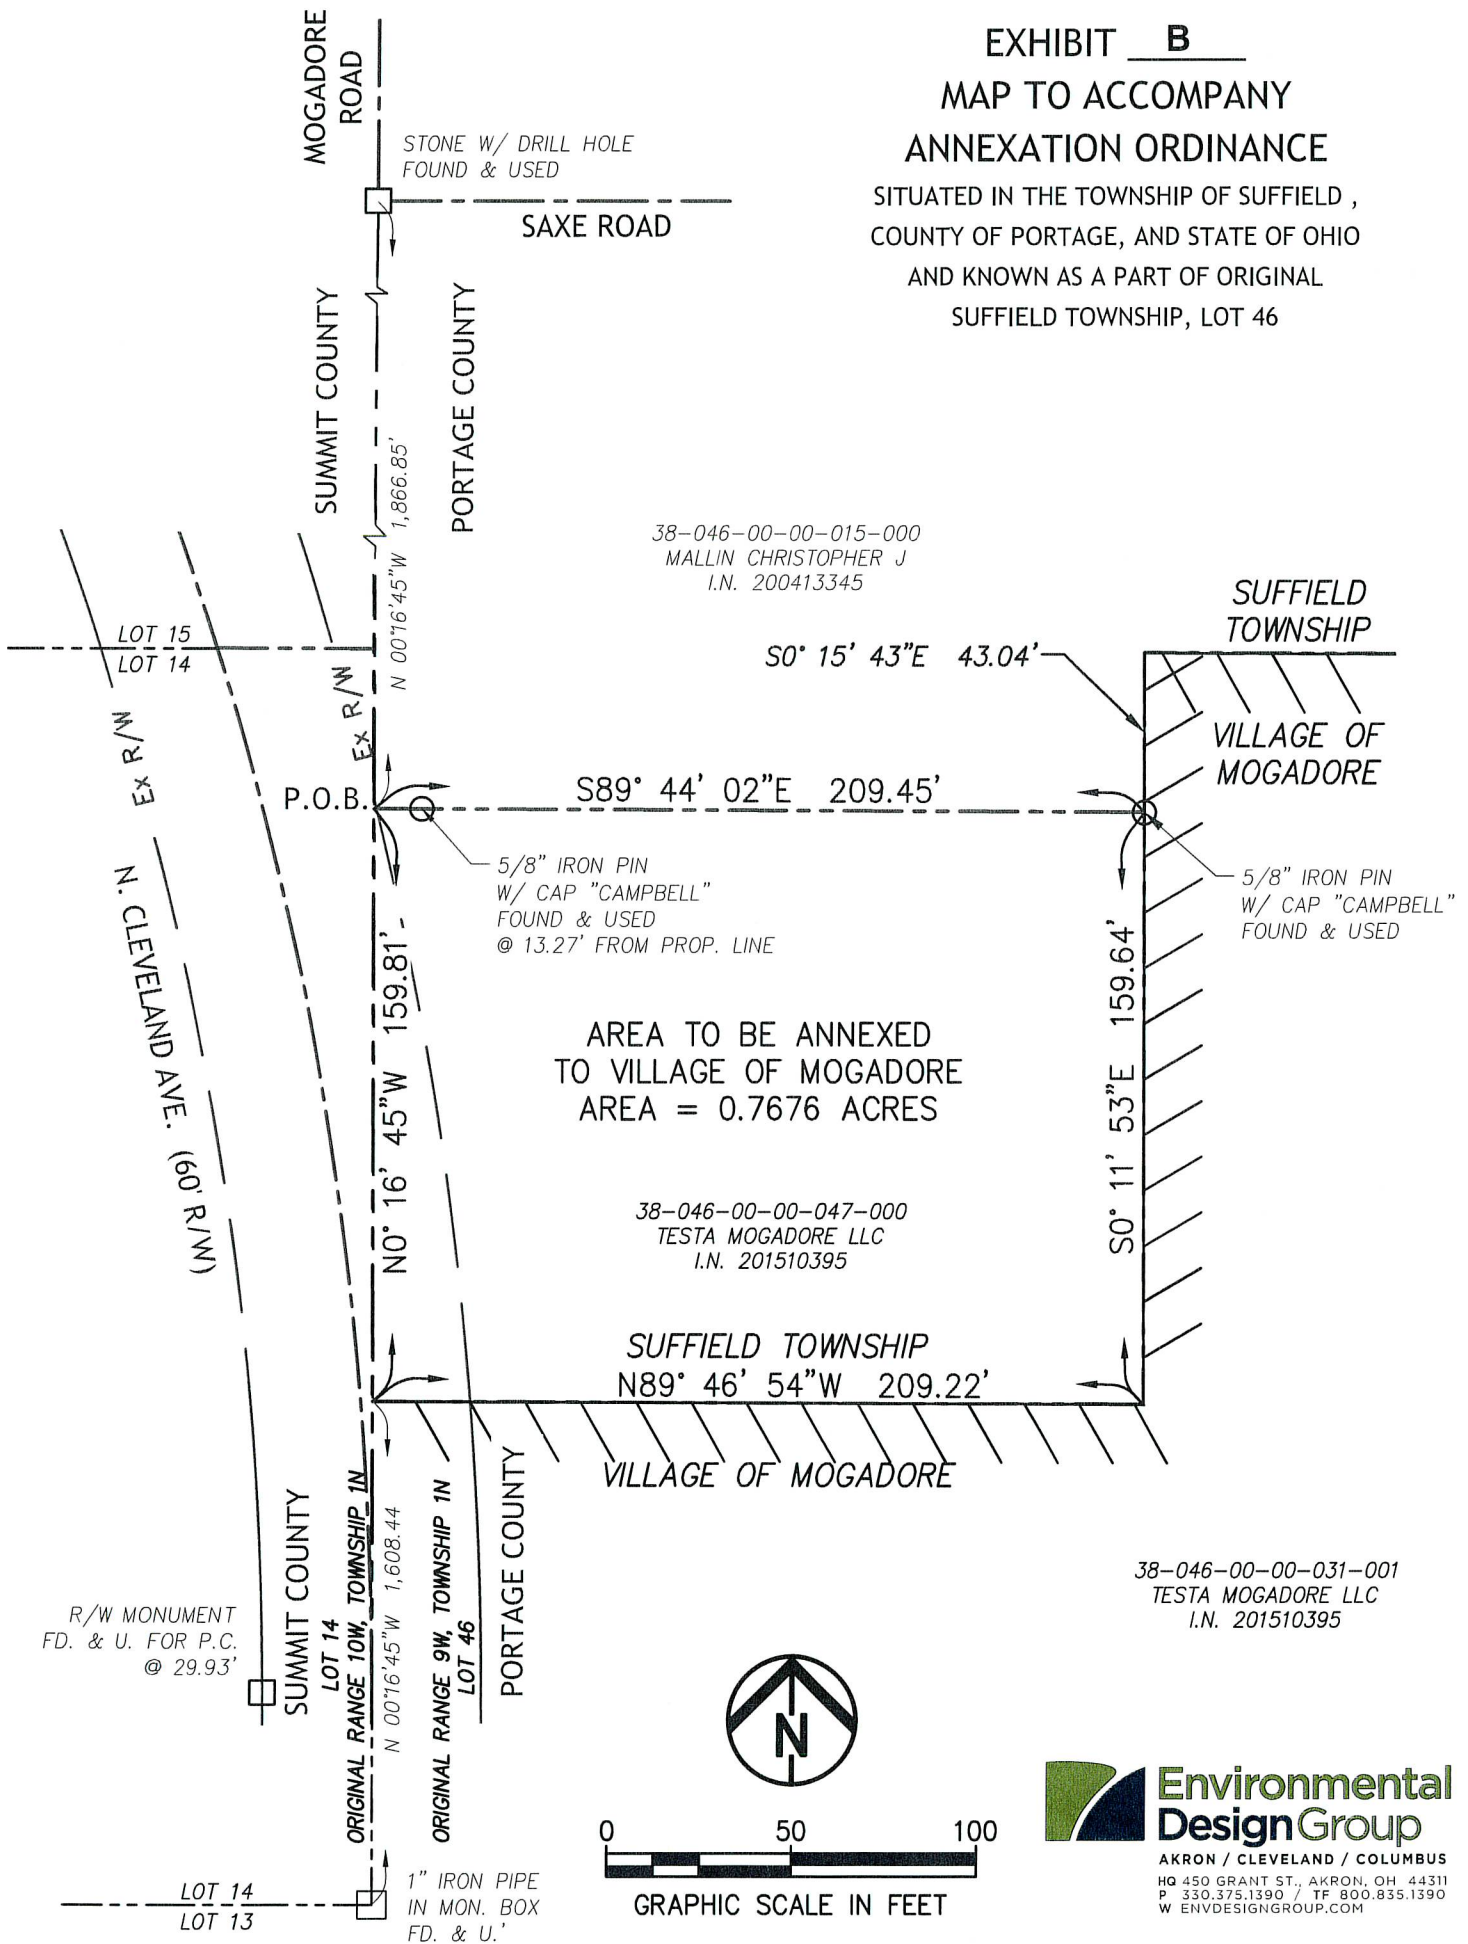 EXHIBIT B
MAP TO ACCOMPANY
ANNEXATION ORDINANCE
SITUATED IN THE TOWNSHIP OF SUFFIELD ,
COUNTY OF PORTAGE, AND STATE OF OHIO
AND KNOWN AS A PART OF ORIGINAL
SUFFIELD TOWNSHIP, LOT 46
MOGADORE
ROAD
STONE W/ DRILL HOLE
FOUND & USED
SAXE ROAD
SUMMIT COUNTY
PORTAGE COUNTY
N 00°16'45"W 1,866.85'
38-046-00-00-015-000
MALLIN CHRISTOPHER J
I.N. 200413345
SUFFIELD
TOWNSHIP
LOT 15
LOT 14
S0° 15' 43"E 43.04'
Ex R/W
Ex R/W
VILLAGE OF
MOGADORE
P.O.B.
S89° 44' 02"E 209.45'
5/8" IRON PIN
W/ CAP "CAMPBELL"
FOUND & USED
@ 13.27' FROM PROP. LINE
5/8" IRON PIN
W/ CAP "CAMPBELL"
FOUND & USED
N. CLEVELAND AVE. (60' R/W)
N0° 16' 45"W 159.81'
S0° 11' 53"E 159.64'
AREA TO BE ANNEXED
TO VILLAGE OF MOGADORE
AREA = 0.7676 ACRES
38-046-00-00-047-000
TESTA MOGADORE LLC
I.N. 201510395
SUFFIELD TOWNSHIP
N89° 46' 54"W 209.22'
VILLAGE OF MOGADORE
SUMMIT COUNTY
LOT 14
ORIGINAL RANGE 10W, TOWNSHIP 1N
N 00°16'45"W 1,608.44
ORIGINAL RANGE 9W, TOWNSHIP 1N
LOT 46
PORTAGE COUNTY
38-046-00-00-031-001
TESTA MOGADORE LLC
I.N. 201510395
R/W MONUMENT
FD. & U. FOR P.C.
@ 29.93'
N
0 50 100
GRAPHIC SCALE IN FEET
LOT 14
LOT 13
1" IRON PIPE
IN MON. BOX
FD. & U.'
Environmental
DesignGroup
AKRON / CLEVELAND / COLUMBUS
HQ 450 GRANT ST., AKRON, OH 44311
P 330.375.1390 / TF 800.835.1390
W ENVDESIGNGROUP.COM